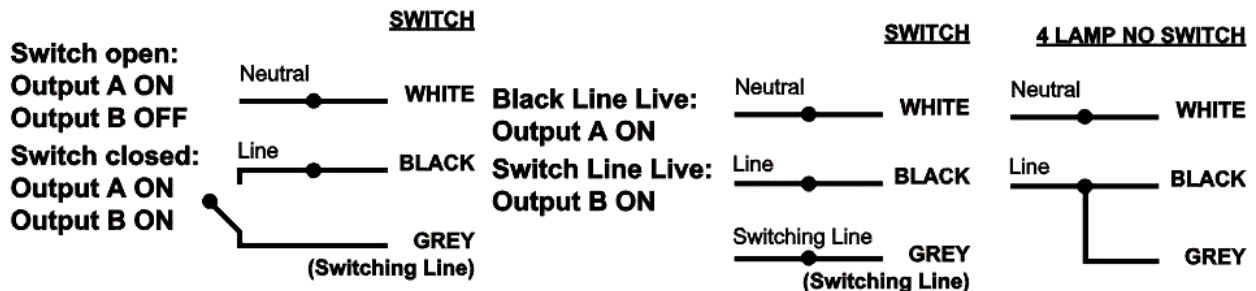 SWITCH
Switch open:
Output A ON
Output B OFF
Switch closed:
Output A ON
Output B ON
Neutral
WHITE
Line
BLACK
GREY
(Switching Line)
SWITCH
Black Line Live:
Output A ON
Switch Line Live:
Output B ON
Neutral
WHITE
Line
BLACK
Switching Line
GREY
(Switching Line)
4 LAMP NO SWITCH
Neutral
WHITE
Line
BLACK
GREY